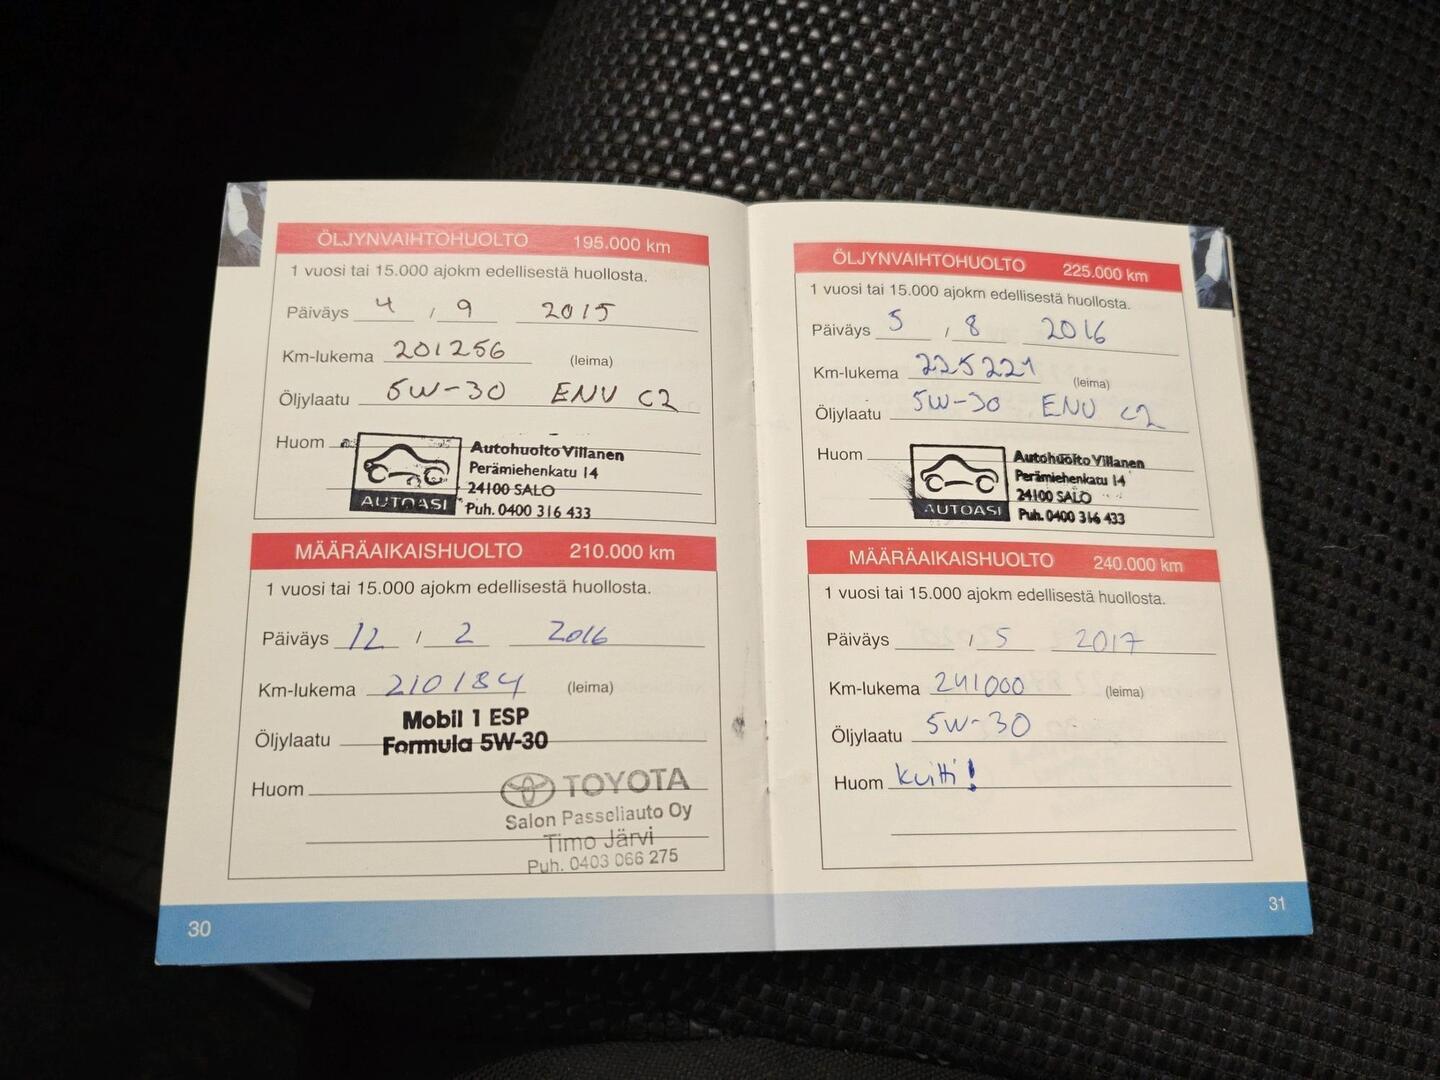 ÖLJYNVAIHTOHUOLTO 195.000 km
1 vuosi tai 15.000 ajokm edellisestä huollosta.
Päiväys 4 / 9 2015
Km-lukema 201256 (leima)
Öljylaatu 5W-30 ENU C2
Huom
AUTOASI
Autohuolto Villanen
Perämiehenkatu 14
24100 SALO
Puh. 0400 316 433
MÄÄRÄAIKAISHUOLTO 210.000 km
1 vuosi tai 15.000 ajokm edellisestä huollosta.
Päiväys 12 / 2 2016
Km-lukema 210184 (leima)
Öljylaatu Mobil 1 ESP
Formula 5W-30
Huom
TOYOTA
Salon Passeliauto Oy
Timo Järvi
Puh. 0403 066 275
30
ÖLJYNVAIHTOHUOLTO 225.000 km
1 vuosi tai 15.000 ajokm edellisestä huollosta.
Päiväys 5 / 8 2016
Km-lukema 225221 (leima)
Öljylaatu 5W-30 ENU C2
Huom
AUTOASI
Autohuolto Villanen
Perämiehenkatu 14
24100 SALO
Puh. 0400 316 433
MÄÄRÄAIKAISHUOLTO 240.000 km
1 vuosi tai 15.000 ajokm edellisestä huollosta.
Päiväys / 5 2017
Km-lukema 241000 (leima)
Öljylaatu 5W-30
Huom kuitti!
31